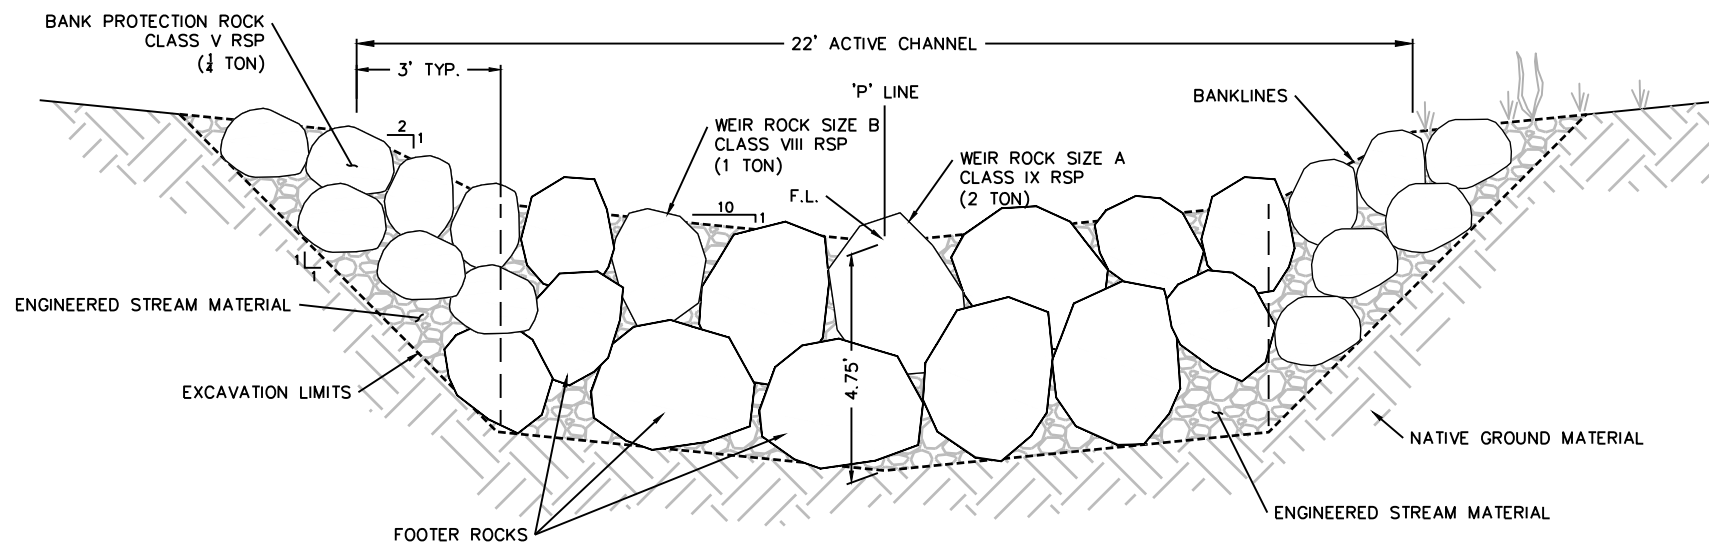 BANK PROTECTION ROCK
CLASS V RSP
(¼ TON)
22' ACTIVE CHANNEL
3' TYP.
'P' LINE
BANKLINES
2
1
WEIR ROCK SIZE B
CLASS VIII RSP
(1 TON)
WEIR ROCK SIZE A
CLASS IX RSP
(2 TON)
F.L.
10
1
1
1
ENGINEERED STREAM MATERIAL
EXCAVATION LIMITS
4.75'
NATIVE GROUND MATERIAL
ENGINEERED STREAM MATERIAL
FOOTER ROCKS